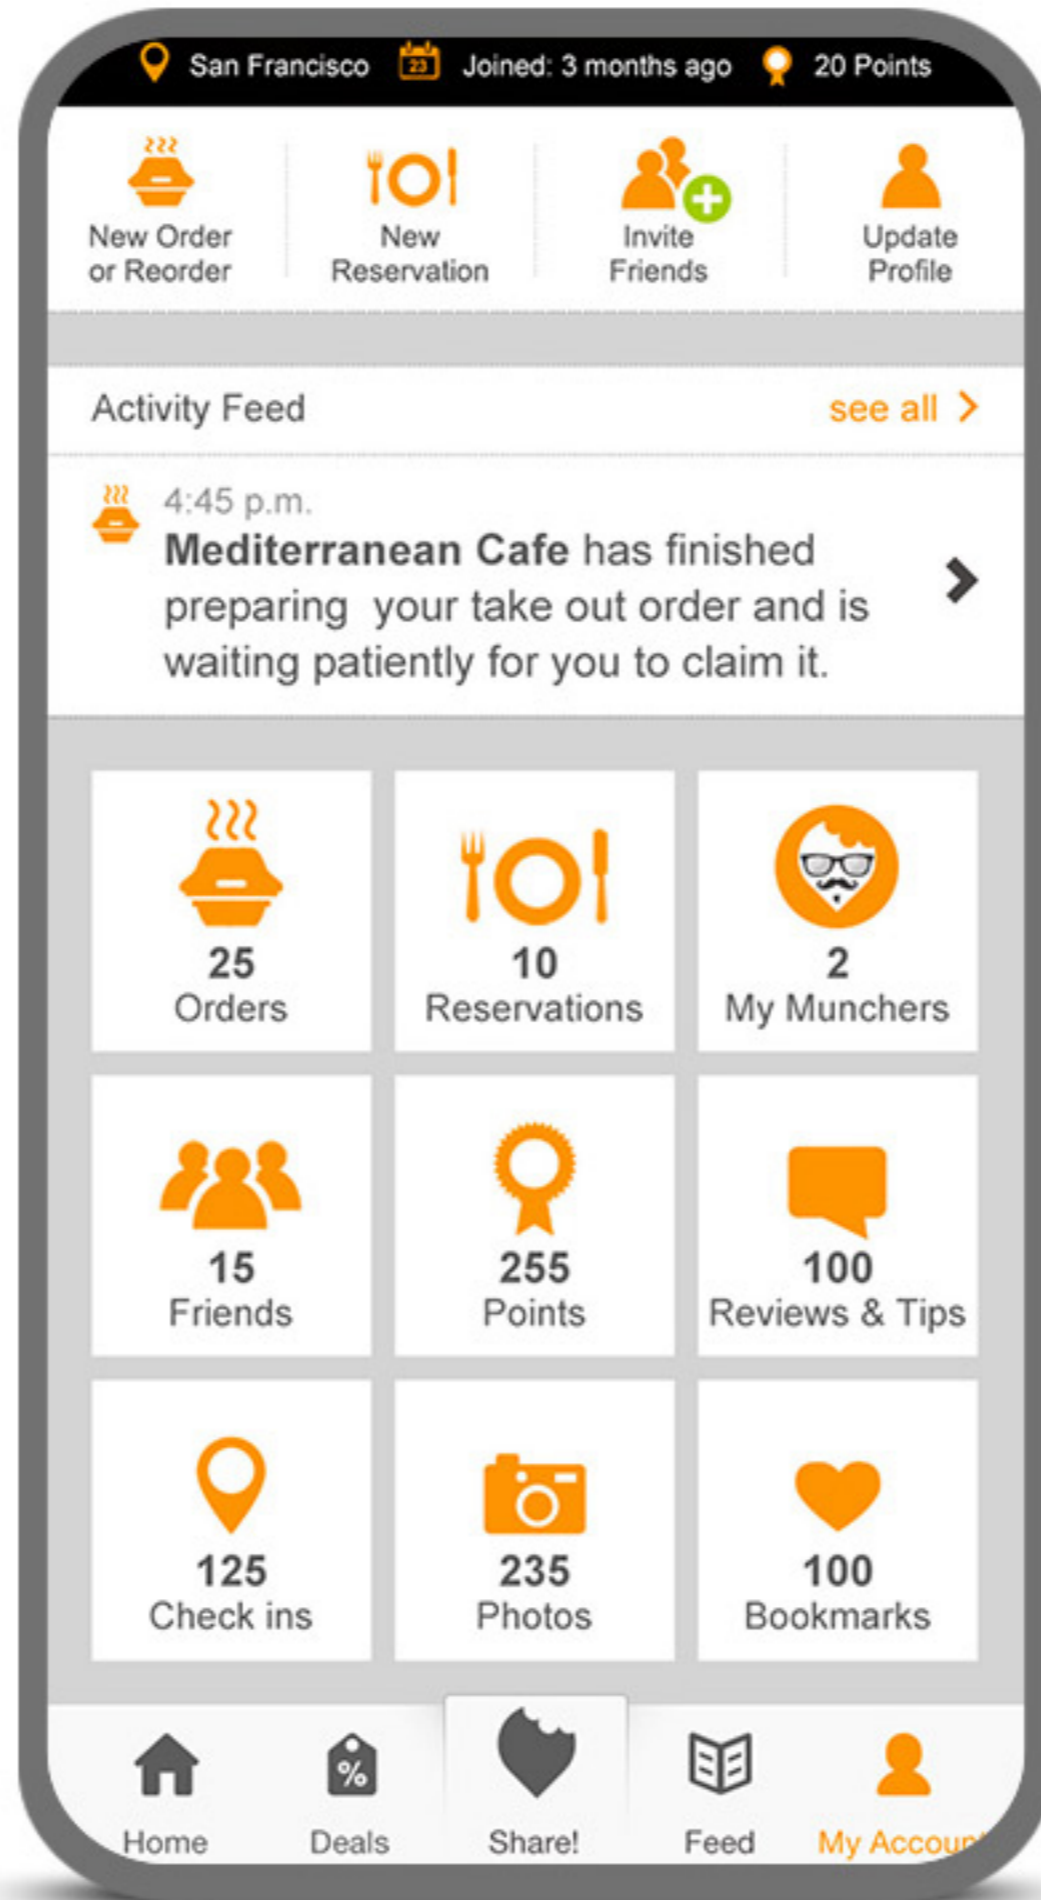 San Francisco 23 Joined: 3 months ago 20 Points
New Order New Invite Update
or Reorder Reservation Friends Profile
Activity Feed see all
4:45 p.m.
Mediterranean Cafe has finished
preparing your take out order and is
waiting patiently for you to claim it.
25 10 2
Orders Reservations My Munchers
15 255 100
Friends Points Reviews & Tips
125 235 100
Check ins Photos Bookmarks
%
Home Deals Share! Feed My Accoun